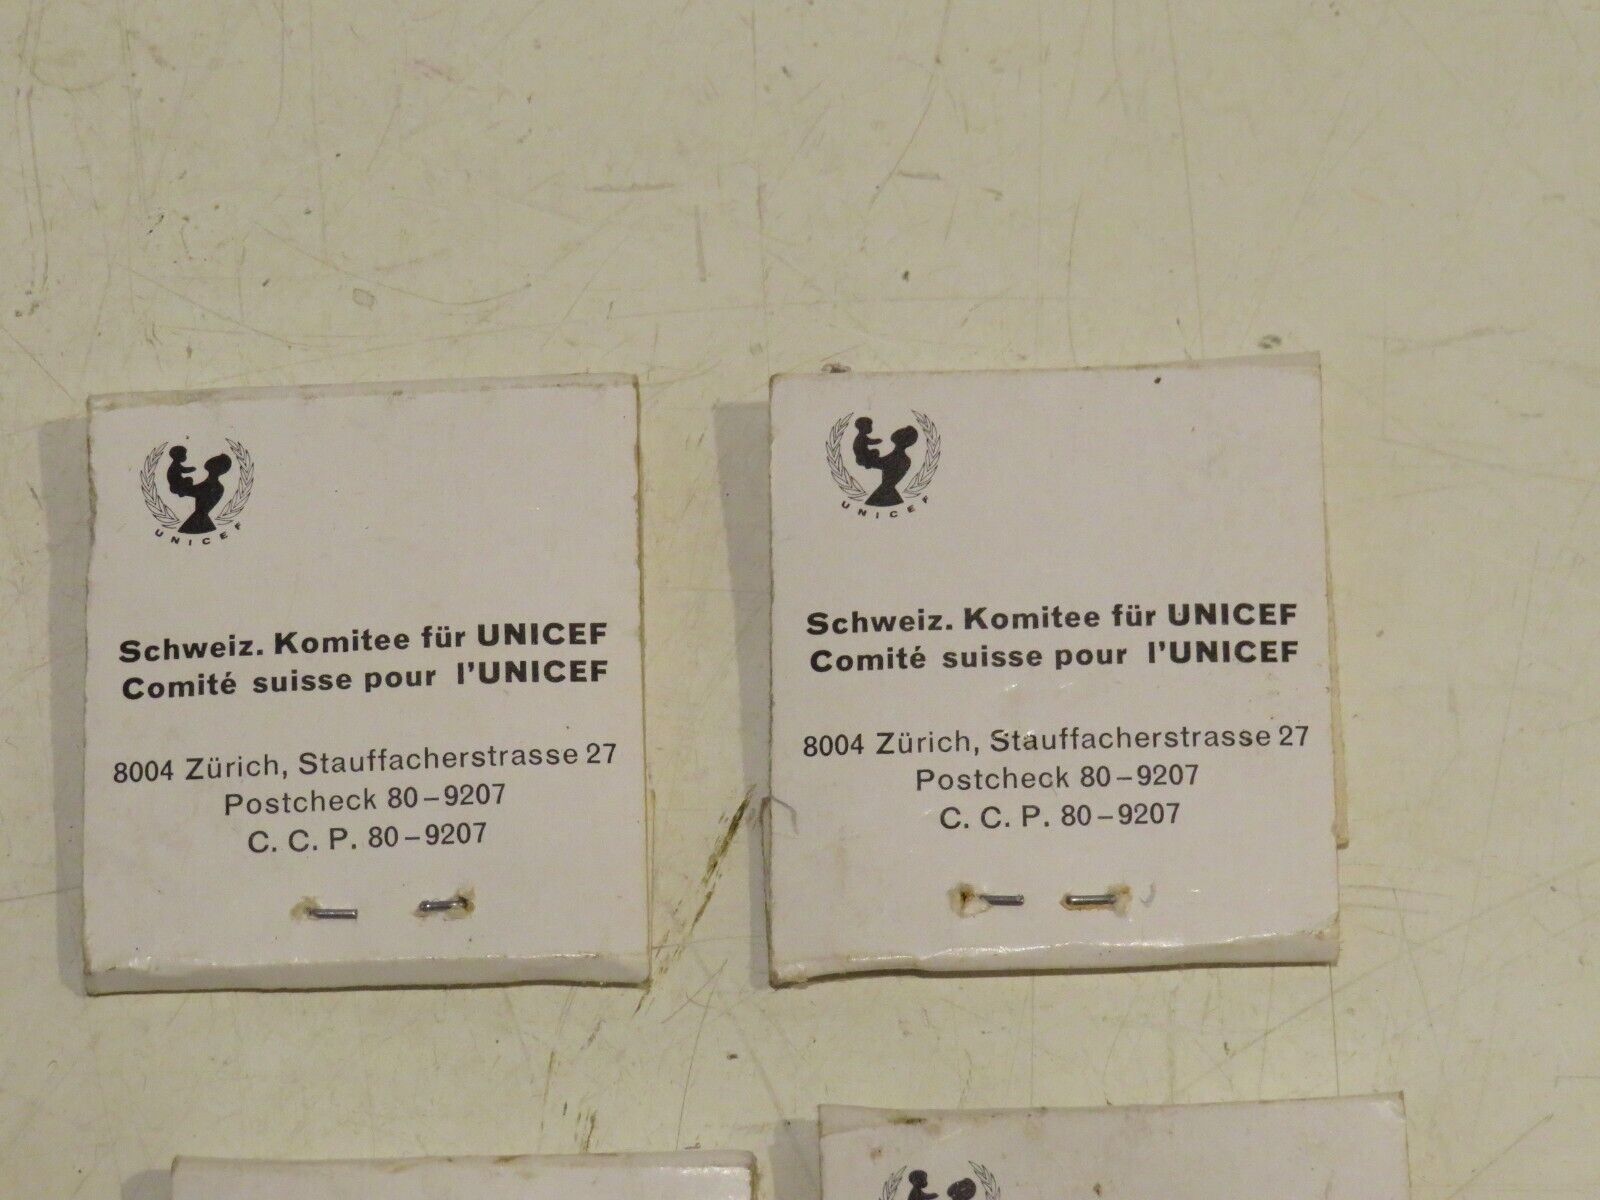 UNICEF
Schweiz. Komitee für UNICEF
Comité suisse pour l'UNICEF
8004 Zürich, Stauffacherstrasse 27
Postcheck 80-9207
C. C. P. 80-9207
UNICEF
Schweiz. Komitee für UNICEF
Comité suisse pour l'UNICEF
8004 Zürich, Stauffacherstrasse 27
Postcheck 80-9207
C. C. P. 80-9207